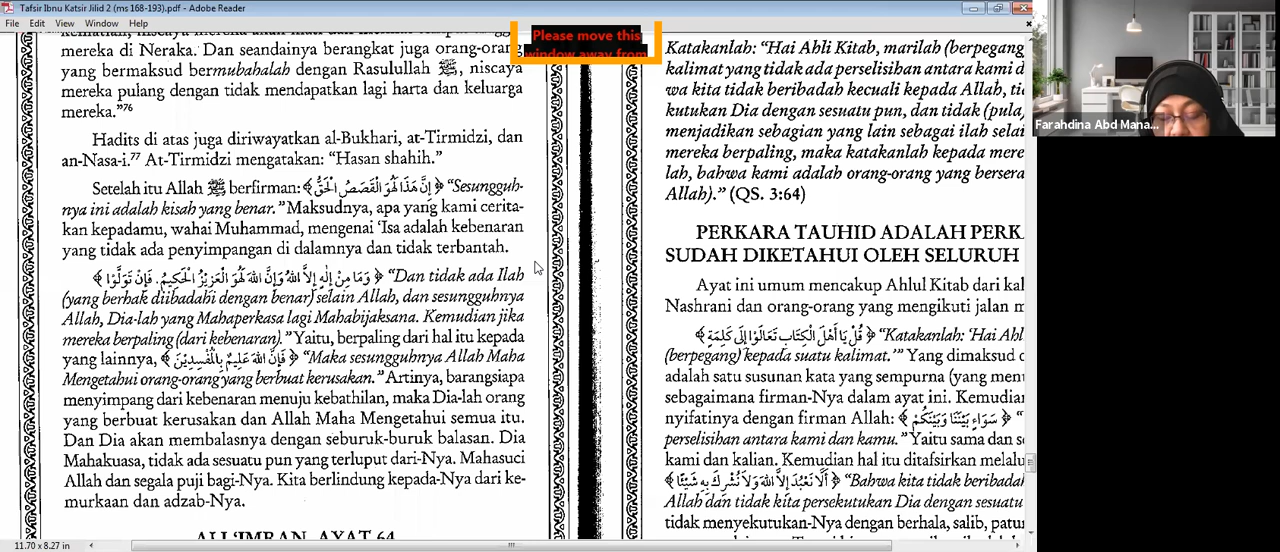 Tafsir Ibnu Katsir Jilid 2 (ms 168-193).pdf - Adobe Reader
File Edit View Window Help
mereka di Neraka. Dan seandainya berangkat juga orang-orang
yang bermaksud bermubahalah dengan Rasulullah ﷺ, niscaya
mereka pulang dengan tidak mendapatkan lagi harta dan keluarga
mereka.”76
Hadits di atas juga diriwayatkan al-Bukhari, at-Tirmidzi, dan
an-Nasa-i.77 At-Tirmidzi mengatakan: “Hasan shahih.”
Setelah itu Allah ﷻ berfirman: ﴿ إِنَّ هَذَا لَهُوَ الْقَصَصُ الْحَقُّ ﴾ “Sesungguh-
nya ini adalah kisah yang benar.” Maksudnya, apa yang kami cerita-
kan kepadamu, wahai Muhammad, mengenai ‘Isa adalah kebenaran
yang tidak ada penyimpangan di dalamnya dan tidak terbantah.
﴿ وَمَا مِنْ إِلَهٍ إِلاَّ اللهُ وَإِنَّ اللهَ لَهُوَ الْعَزِيزُ الْحَكِيمُ. فَإِنْ تَوَلَّوْا ﴾ “Dan tidak ada Ilah
(yang berhak diibadahi dengan benar) selain Allah, dan sesungguhnya
Allah, Dia-lah yang Mahaperkasa lagi Mahabijaksana. Kemudian jika
mereka berpaling (dari kebenaran).” Yaitu, berpaling dari hal itu kepada
yang lainnya, ﴿ فَإِنَّ اللهَ عَلِيمٌ بِالْمُفْسِدِيْنَ ﴾ “Maka sesungguhnya Allah Maha
Mengetahui orang-orang yang berbuat kerusakan.” Artinya, barangsiapa
menyimpang dari kebenaran menuju kebathilan, maka Dia-lah orang
yang berbuat kerusakan dan Allah Maha Mengetahui semua itu.
Dan Dia akan membalasnya dengan seburuk-buruk balasan. Dia
Mahakuasa, tidak ada sesuatu pun yang terluput dari-Nya. Mahasuci
Allah dan segala puji bagi-Nya. Kita berlindung kepada-Nya dari ke-
murkaan dan adzab-Nya.
ALI ‘IMRAN, AYAT 64
Please move this
window away from
Katakanlah: “Hai Ahli Kitab, marilah (berpegang
kalimat yang tidak ada perselisihan antara kami d
wa kita tidak beribadah kecuali kepada Allah, ti
kutukan Dia dengan sesuatu pun, dan tidak (pula
menjadikan sebagian yang lain sebagai ilah selai
mereka berpaling, maka katakanlah kepada mere
lah, bahwa kami adalah orang-orang yang bersera
Allah).” (QS. 3:64)
PERKARA TAUHID ADALAH PERK
SUDAH DIKETAHUI OLEH SELURUH
Ayat ini umum mencakup Ahlul Kitab dari kal
Nashrani dan orang-orang yang mengikuti jalan m
﴿ قُلْ يَا أَهْلَ الْكِتَابِ تَعَالَوْا إِلَى كَلِمَةٍ ﴾ “Katakanlah: ‘Hai Ahl
(berpegang) kepada suatu kalimat.’” Yang dimaksud
adalah satu susunan kata yang sempurna (yang men
sebagaimana firman-Nya dalam ayat ini. Kemudian
nyifatinya dengan firman Allah: ﴿ سَوَاءٍ بَيْنَنَا وَبَيْنَكُمْ ﴾ “
perselisihan antara kami dan kamu.” Yaitu sama dan s
kami dan kalian. Kemudian hal itu ditafsirkan melalu
﴿ أَلاَّ نَعْبُدَ إِلاَّ اللهَ وَلاَ نُشْرِكَ بِهِ شَيْئًا ﴾ “Bahwa kita tidak beribada
Allah dan tidak kita persekutukan Dia dengan sesuatu
tidak menyekutukan-Nya dengan berhala, salib, patu
Farahdina Abd Mana...
11.70 x 8.27 in